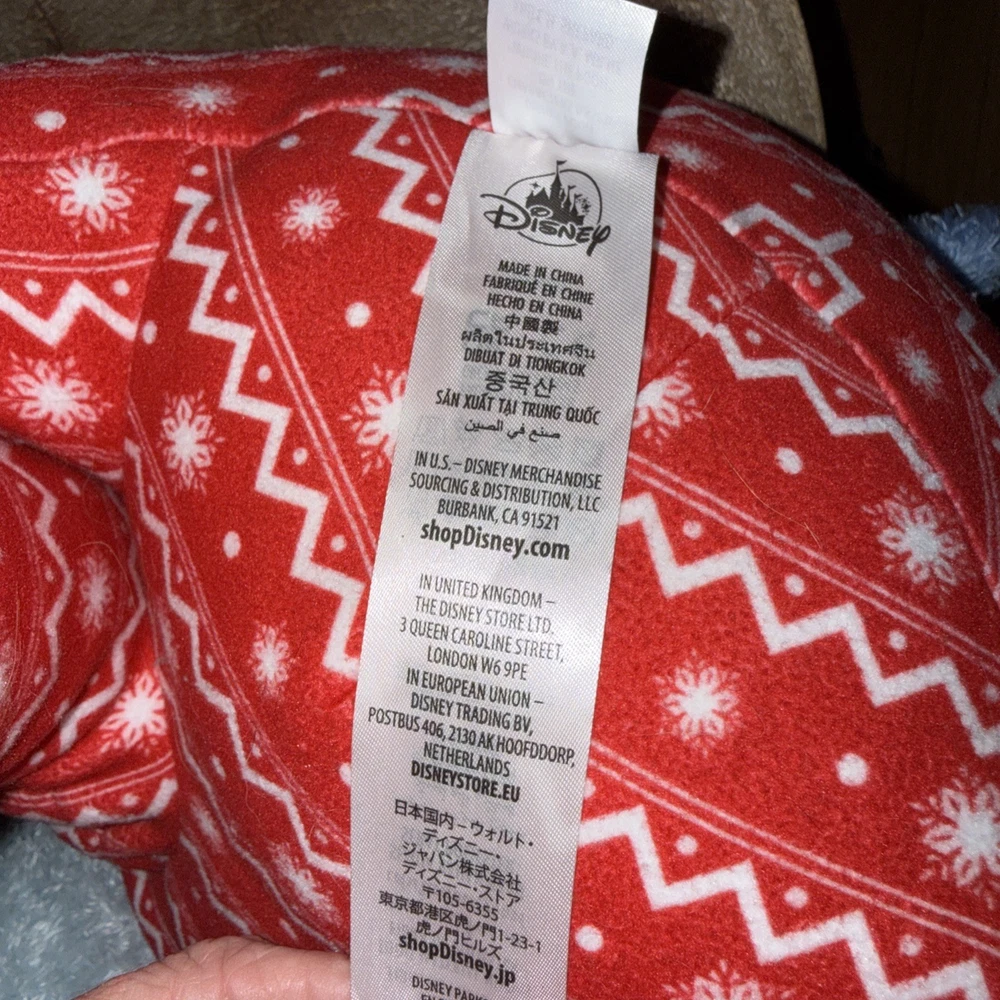 Disney
MADE IN CHINA
FABRIQUÉ EN CHINE
HECHO EN CHINA
中國製
ผลิตในประเทศจีน
DIBUAT DI TIONGKOK
중국산
SẢN XUẤT TẠI TRUNG QUỐC
صنع في الصين
IN U.S. – DISNEY MERCHANDISE
SOURCING & DISTRIBUTION, LLC
BURBANK, CA 91521
shopDisney.com
IN UNITED KINGDOM –
THE DISNEY STORE LTD.
3 QUEEN CAROLINE STREET,
LONDON W6 9PE
IN EUROPEAN UNION –
DISNEY TRADING BV,
POSTBUS 406, 2130 AK HOOFDDORP,
NETHERLANDS
DISNEYSTORE.EU
日本国内 – ウォルト・
ディズニー・
ジャパン株式会社
ディズニー・ストア
〒105-6355
東京都港区虎ノ門1-23-1
虎ノ門ヒルズ
shopDisney.jp
DISNEY